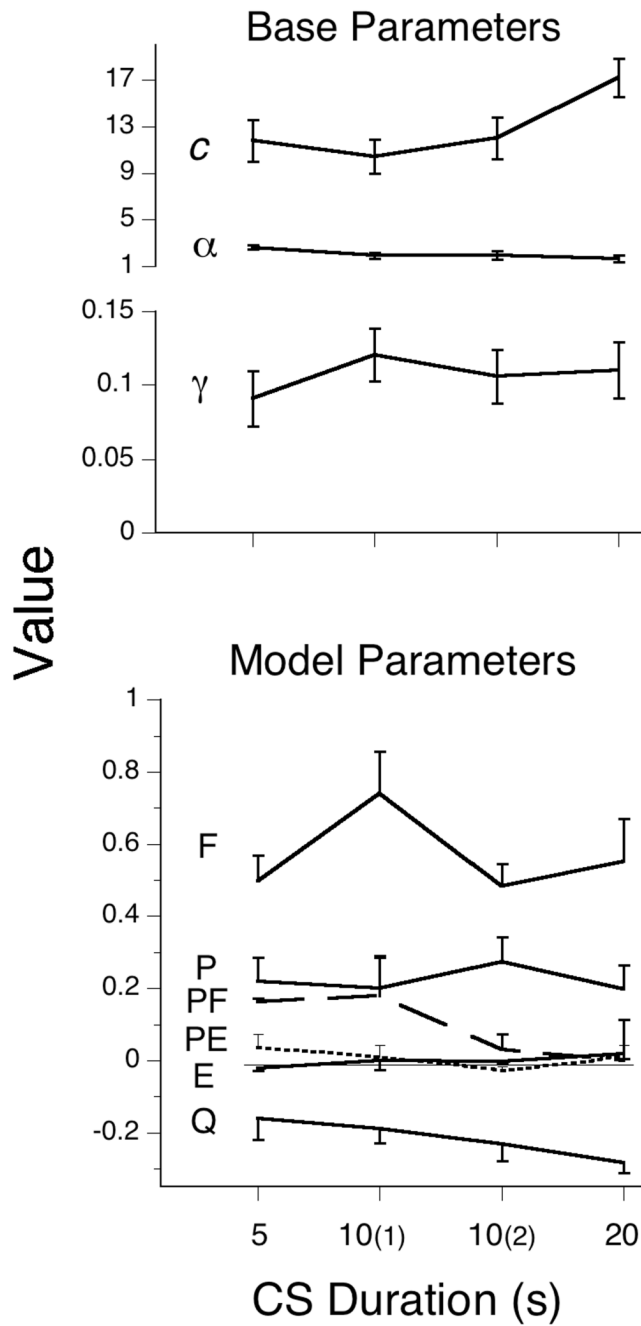 Base Parameters
17
13
c
9
5
α
1
0.15
γ
0.1
0.05
0
Value
Model Parameters
1
0.8
F
0.6
0.4
P
0.2
PF
PE
0
E
Q
-0.2
5 10(1) 10(2) 20
CS Duration (s)